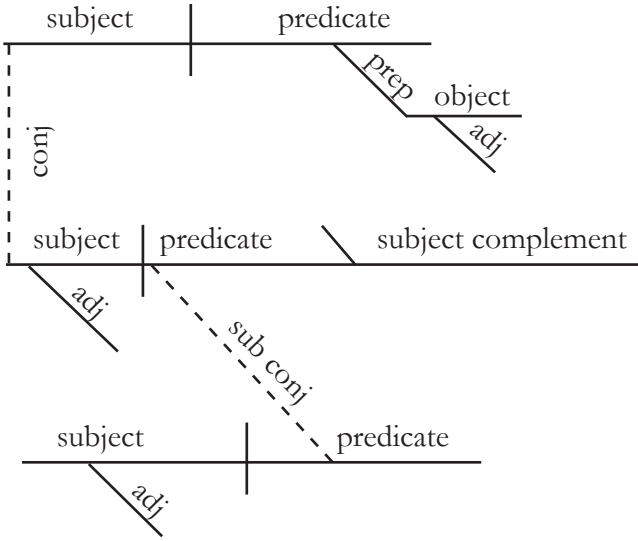 subject predicate
prep
object
adj
conj
subject predicate subject complement
adj
sub conj
subject predicate
adj